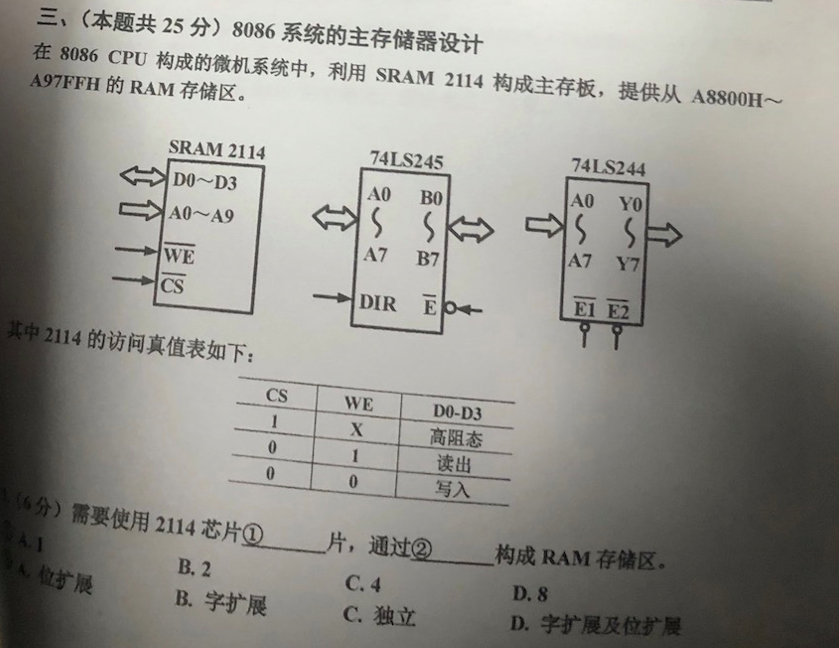 三、（本题共 25 分）8086 系统的主存储器设计
在 8086 CPU 构成的微机系统中，利用 SRAM 2114 构成主存板，提供从 A8800H～
A97FFH 的 RAM 存储区。
SRAM 2114
D0～D3
A0～A9
WE
CS
74LS245
A0 B0
A7 B7
DIR E
74LS244
A0 Y0
A7 Y7
E1 E2
其中 2114 的访问真值表如下：
CS WE D0-D3
1 X 高阻态
0 1 读出
0 0 写入
（6分）需要使用 2114 芯片①______片，通过②______构成 RAM 存储区。
A. 1 B. 2 C. 4 D. 8
A. 位扩展 B. 字扩展 C. 独立 D. 字扩展及位扩展